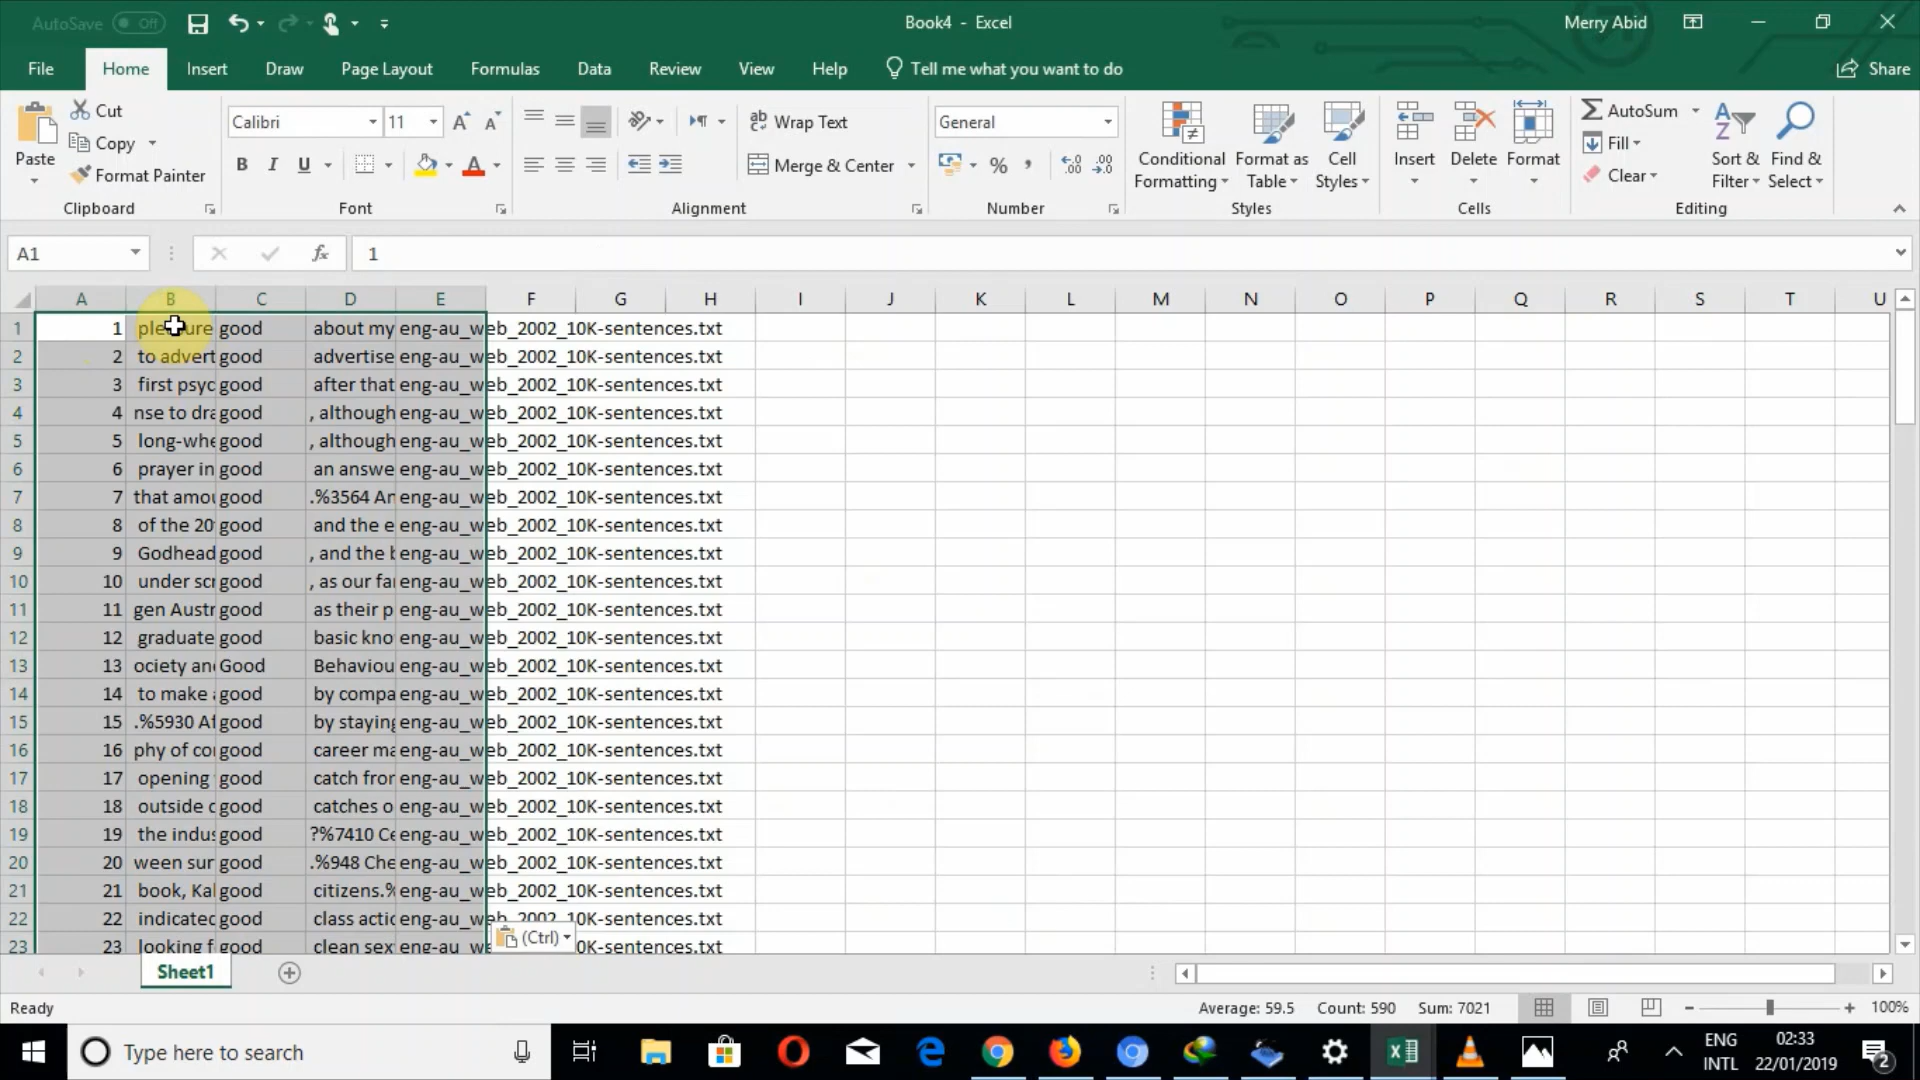 AutoSave Off Book4 - Excel Merry Abid
File Home Insert Draw Page Layout Formulas Data Review View Help Tell me what you want to do Share
Paste
Cut
Copy
Format Painter
Clipboard
Calibri 11
B I U
Font
Wrap Text
Merge & Center
Alignment
General
Number
Conditional Formatting
Format as Table
Cell Styles
Styles
Insert Delete Format
Cells
AutoSum
Fill
Clear
Sort & Filter
Find & Select
Editing
A1 fx 1
A B C D E F G H I J K L M N O P Q R S T U
1 1 good about my eng-au_web_2002_10K-sentences.txt
2 2 to advert good advertise eng-au_web_2002_10K-sentences.txt
3 3 first psyc good after that eng-au_web_2002_10K-sentences.txt
4 4 nse to dra good , although eng-au_web_2002_10K-sentences.txt
5 5 long-whe good , although eng-au_web_2002_10K-sentences.txt
6 6 prayer in good an answe eng-au_web_2002_10K-sentences.txt
7 7 that amou good .%3564 An eng-au_web_2002_10K-sentences.txt
8 8 of the 20 good and the e eng-au_web_2002_10K-sentences.txt
9 9 Godhead good , and the b eng-au_web_2002_10K-sentences.txt
10 10 under scr good , as our fa eng-au_web_2002_10K-sentences.txt
11 11 gen Austr good as their p eng-au_web_2002_10K-sentences.txt
12 12 graduate good basic kno eng-au_web_2002_10K-sentences.txt
13 13 ociety an Good Behaviou eng-au_web_2002_10K-sentences.txt
14 14 to make a good by compa eng-au_web_2002_10K-sentences.txt
15 15 .%5930 Af good by staying eng-au_web_2002_10K-sentences.txt
16 16 phy of co good career ma eng-au_web_2002_10K-sentences.txt
17 17 opening good catch from eng-au_web_2002_10K-sentences.txt
18 18 outside o good catches o eng-au_web_2002_10K-sentences.txt
19 19 the indus good ?%7410 Ce eng-au_web_2002_10K-sentences.txt
20 20 ween sur good .%948 Che eng-au_web_2002_10K-sentences.txt
21 21 book, Kal good citizens.% eng-au_web_2002_10K-sentences.txt
22 22 indicated good class actio eng-au_web_2002_10K-sentences.txt
23 23 looking f good clean sex eng-au_w 0K-sentences.txt
(Ctrl)
Sheet1
Ready Average: 59.5 Count: 590 Sum: 7021 100%
Type here to search ENG INTL 02:33 22/01/2019 2